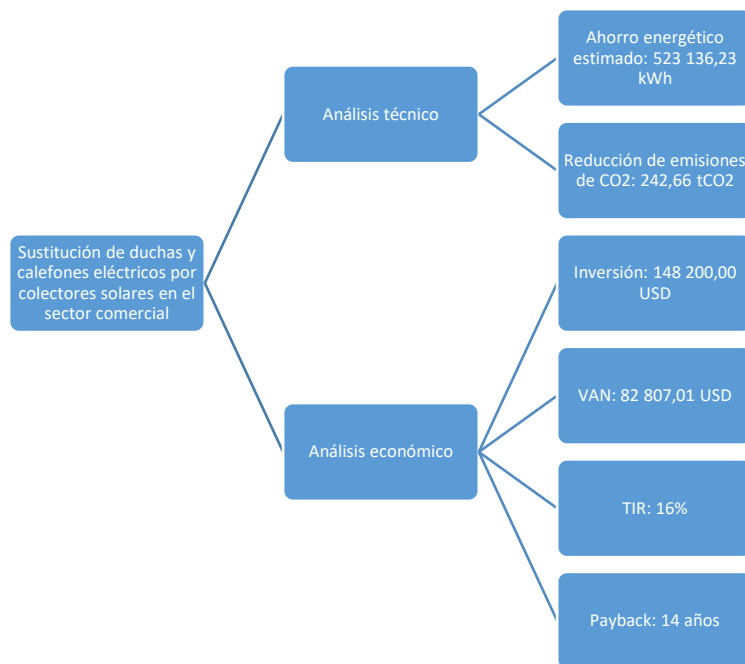 Sustitución de duchas y
calefones eléctricos por
colectores solares en el
sector comercial
Análisis técnico
Ahorro energético
estimado: 523 136,23
kWh
Reducción de emisiones
de CO2: 242,66 tCO2
Análisis económico
Inversión: 148 200,00
USD
VAN: 82 807,01 USD
TIR: 16%
Payback: 14 años